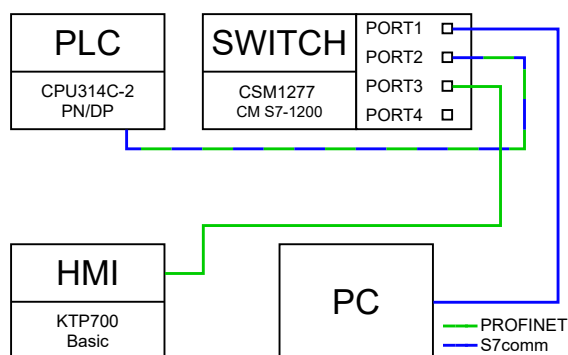 PLC
CPU314C-2
PN/DP
SWITCH
CSM1277
CM S7-1200
PORT1
PORT2
PORT3
PORT4
HMI
KTP700
Basic
PC
PROFINET
S7comm